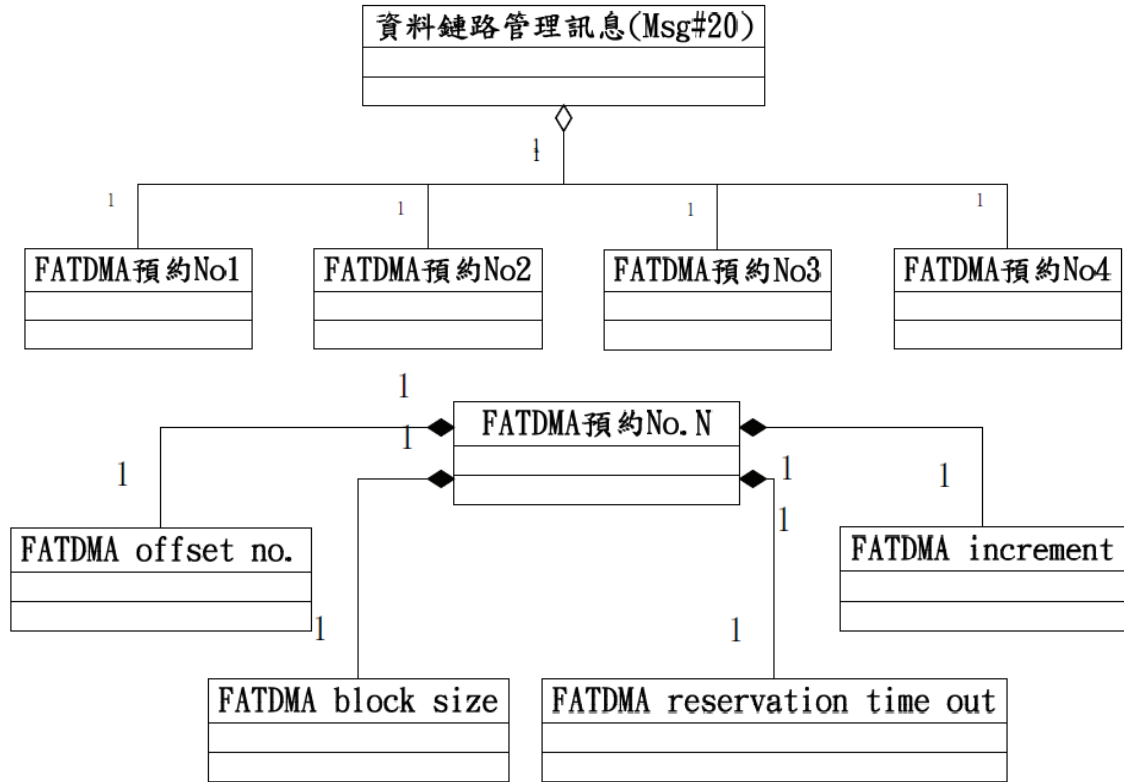 資料鏈路管理訊息(Msg#20)
1
1 1 1 1
FATDMA預約No1 FATDMA預約No2 FATDMA預約No3 FATDMA預約No4
1
FATDMA預約No. N
1
1 1 1
1
FATDMA offset no. FATDMA increment
1 1
FATDMA block size FATDMA reservation time out